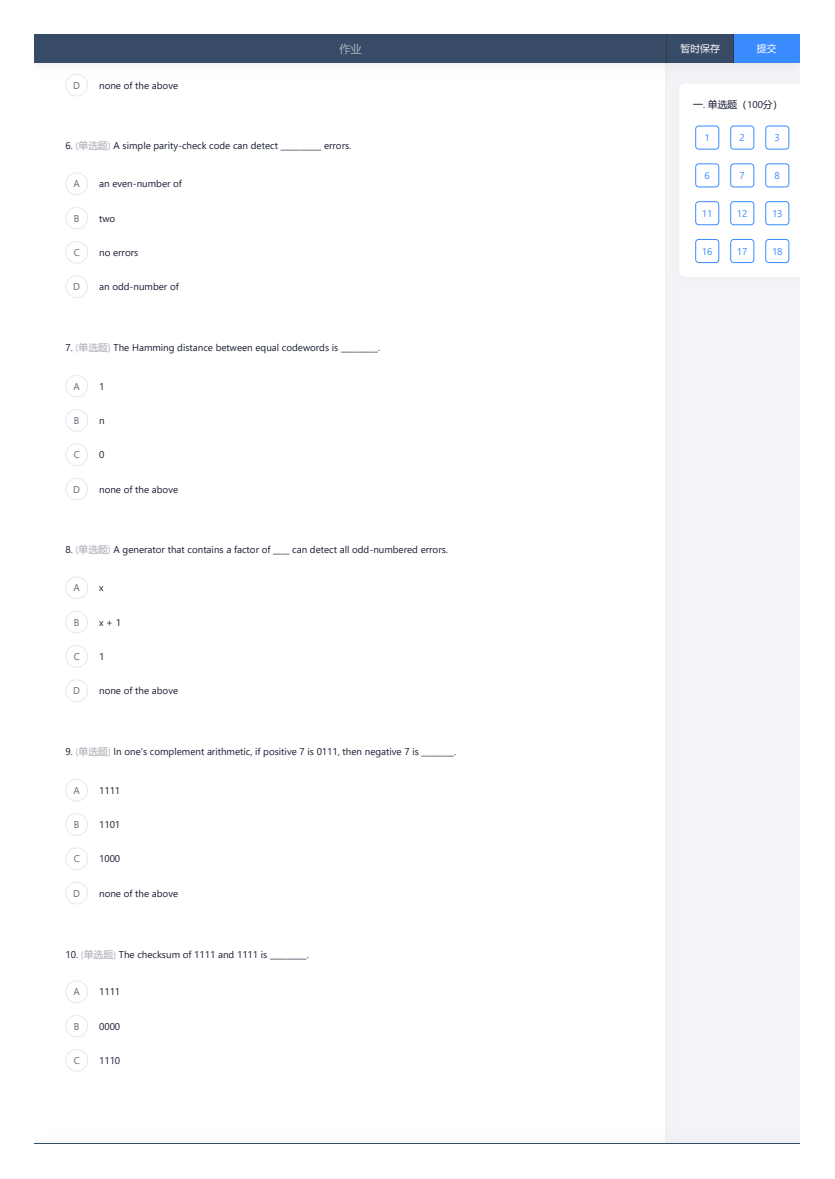 作业
暂时保存
提交
D none of the above
一. 单选题（100分）
1 2 3
6 7 8
11 12 13
16 17 18
6. (单选题) A simple parity-check code can detect ________ errors.
A an even-number of
B two
C no errors
D an odd-number of
7. (单选题) The Hamming distance between equal codewords is ________.
A 1
B n
C 0
D none of the above
8. (单选题) A generator that contains a factor of ____ can detect all odd-numbered errors.
A x
B x + 1
C 1
D none of the above
9. (单选题) In one's complement arithmetic, if positive 7 is 0111, then negative 7 is _______.
A 1111
B 1101
C 1000
D none of the above
10. (单选题) The checksum of 1111 and 1111 is ________.
A 1111
B 0000
C 1110